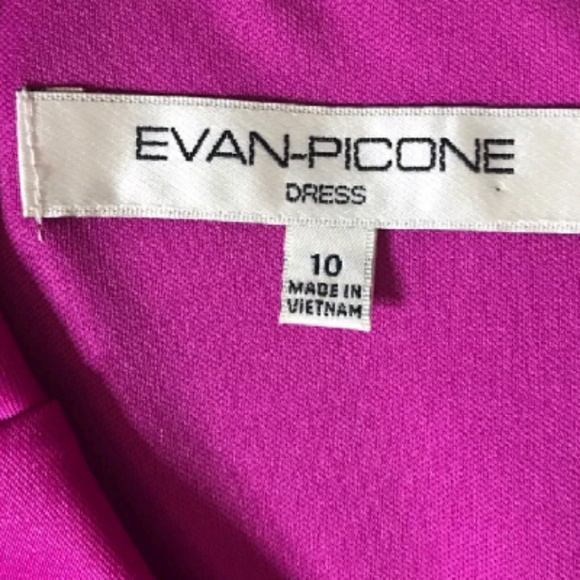 EVAN-PICONE
DRESS
10
MADE IN
VIETNAM